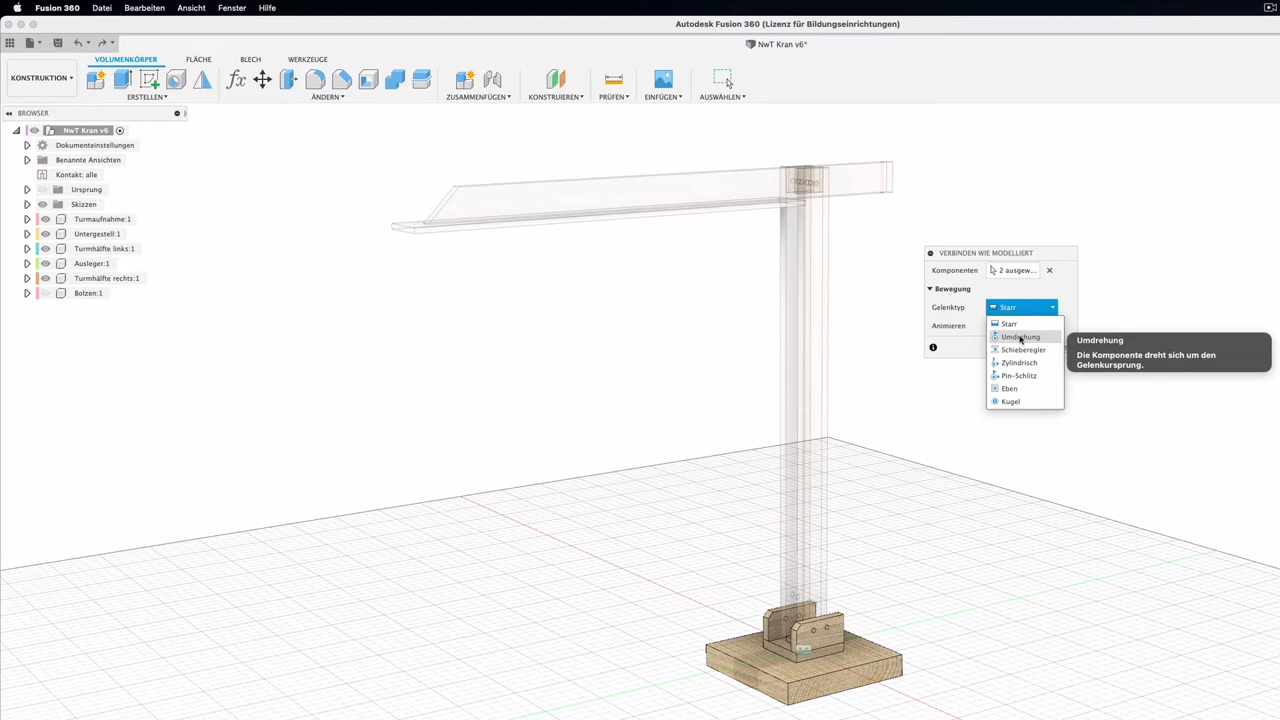 Fusion 360 Datei Bearbeiten Ansicht Fenster Hilfe
Autodesk Fusion 360 (Lizenz für Bildungseinrichtungen)
NwT Kran v6*
VOLUMENKÖRPER FLÄCHE BLECH WERKZEUGE
KONSTRUKTION
ERSTELLEN ÄNDERN ZUSAMMENFÜGEN KONSTRUIEREN PRÜFEN EINFÜGEN AUSWÄHLEN
BROWSER
NwT Kran v6
Dokumenteinstellungen
Benannte Ansichten
Kontakt: alle
Ursprung
Skizzen
Turmaufnahme:1
Untergestell:1
Turmhälfte links:1
Ausleger:1
Turmhälfte rechts:1
Bolzen:1
VERBINDEN WIE MODELLIERT
Komponenten 2 ausgew...
Bewegung
Gelenktyp Starr
Animieren
Starr
Umdrehung
Schieberegler
Zylindrisch
Pin-Schlitz
Eben
Kugel
Umdrehung
Die Komponente dreht sich um den
Gelenkursprung.